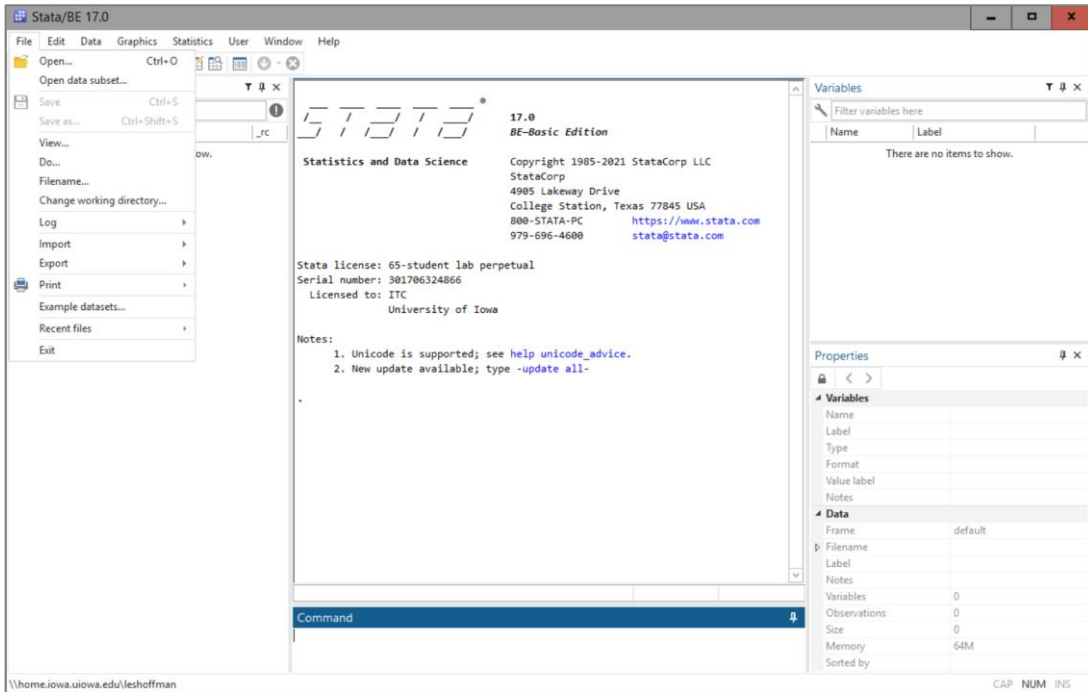 Stata/BE 17.0
File Edit Data Graphics Statistics User Window Help
Open... Ctrl+O
Open data subset...
Save Ctrl+S
Save as... Ctrl+Shift+S
View...
Do...
Filename...
Change working directory...
Log
Import
Export
Print
Example datasets...
Recent files
Exit
_rc
ow.
STATA ®
17.0
BE—Basic Edition
Statistics and Data Science Copyright 1985-2021 StataCorp LLC
StataCorp
4905 Lakeway Drive
College Station, Texas 77845 USA
800-STATA-PC https://www.stata.com
979-696-4600 stata@stata.com
Stata license: 65-student lab perpetual
Serial number: 301706324866
Licensed to: ITC
University of Iowa
Notes:
1. Unicode is supported; see help unicode_advice.
2. New update available; type -update all-
.
Command
Variables
Filter variables here
Name Label
There are no items to show.
Properties
Variables
Name
Label
Type
Format
Value label
Notes
Data
Frame default
Filename
Label
Notes
Variables 0
Observations 0
Size 0
Memory 64M
Sorted by
\\home.iowa.uiowa.edu\leshoffman CAP NUM INS